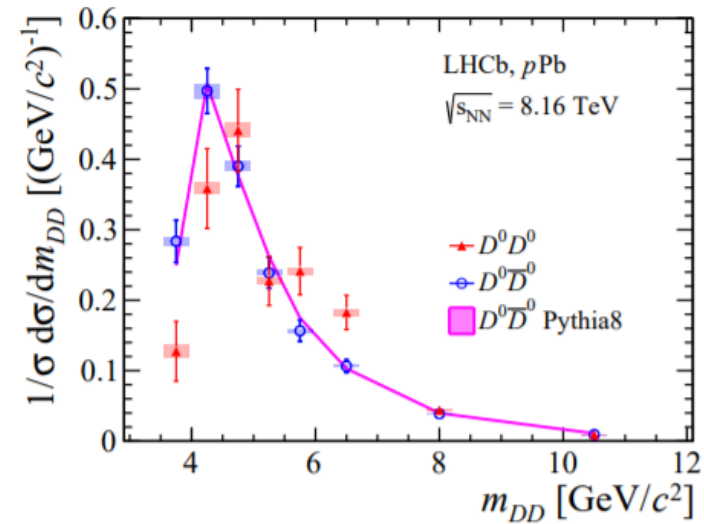 1/σ dσ/dm_DD [(GeV/c²)⁻¹]
0.6
0.5
0.4
0.3
0.2
0.1
0
LHCb, pPb
√s_NN = 8.16 TeV
D⁰D⁰
D⁰D̅⁰
D⁰D̅⁰ Pythia8
4 6 8 10 12
m_DD [GeV/c²]